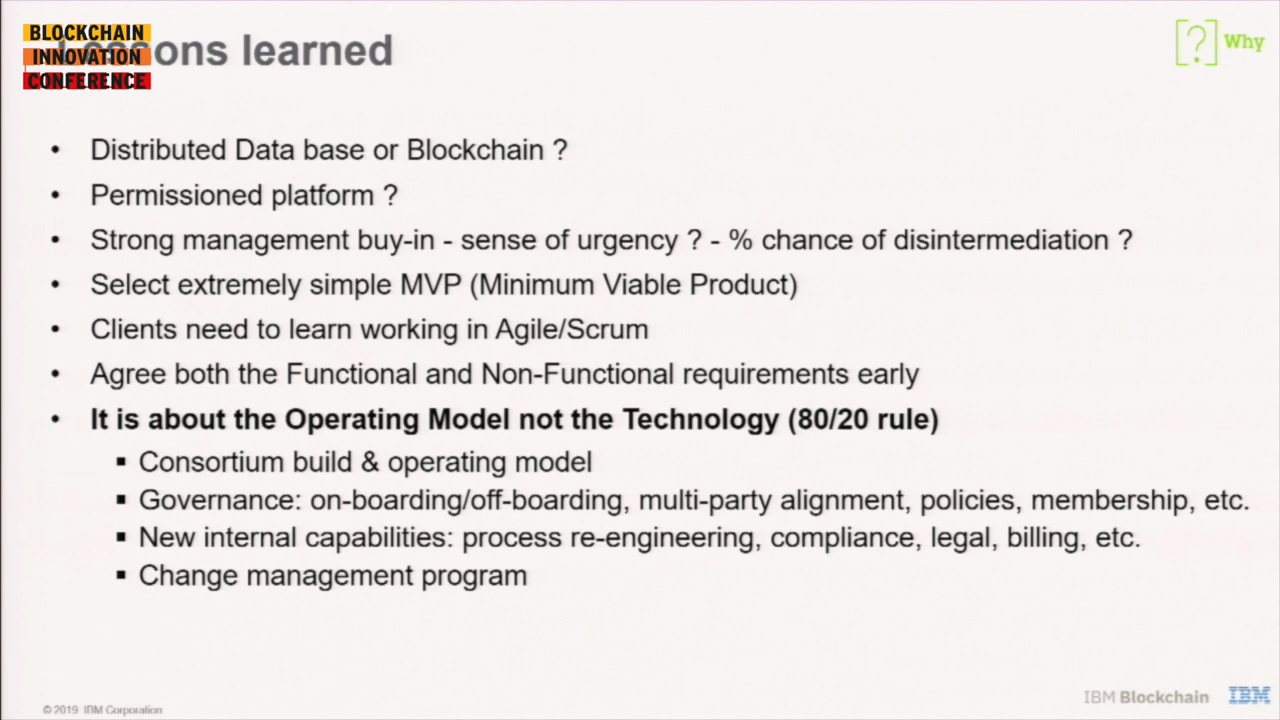 BLOCKCHAIN
INNOVATION
CONFERENCE
Lessons learned
[?] Why
• Distributed Data base or Blockchain ?
• Permissioned platform ?
• Strong management buy-in - sense of urgency ? - % chance of disintermediation ?
• Select extremely simple MVP (Minimum Viable Product)
• Clients need to learn working in Agile/Scrum
• Agree both the Functional and Non-Functional requirements early
• It is about the Operating Model not the Technology (80/20 rule)
▪ Consortium build & operating model
▪ Governance: on-boarding/off-boarding, multi-party alignment, policies, membership, etc.
▪ New internal capabilities: process re-engineering, compliance, legal, billing, etc.
▪ Change management program
© 2019 IBM Corporation
IBM Blockchain
IBM